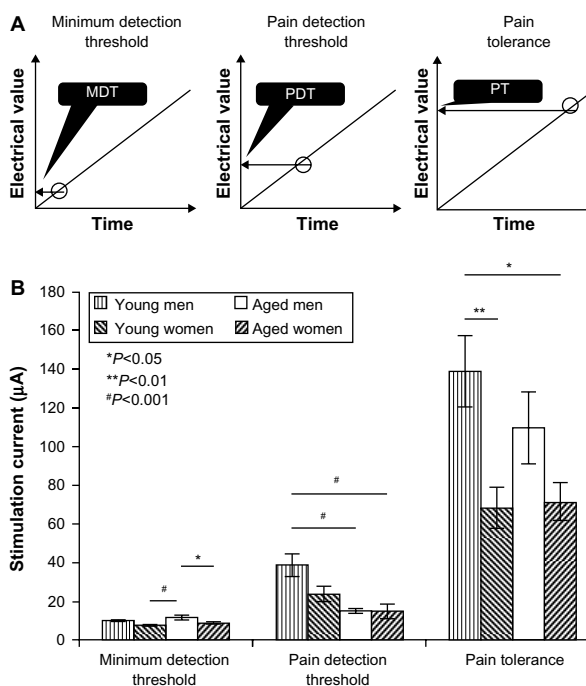 A
Minimum detection
threshold
Pain detection
threshold
Pain
tolerance
Electrical value
MDT
Time
Electrical value
PDT
Time
Electrical value
PT
Time
B
180
160
140
120
100
80
60
40
20
0
Stimulation current (µA)
Young men
Aged men
Young women
Aged women
*P<0.05
**P<0.01
#P<0.001
#
*
#
#
*
**
Minimum detection
threshold
Pain detection
threshold
Pain tolerance